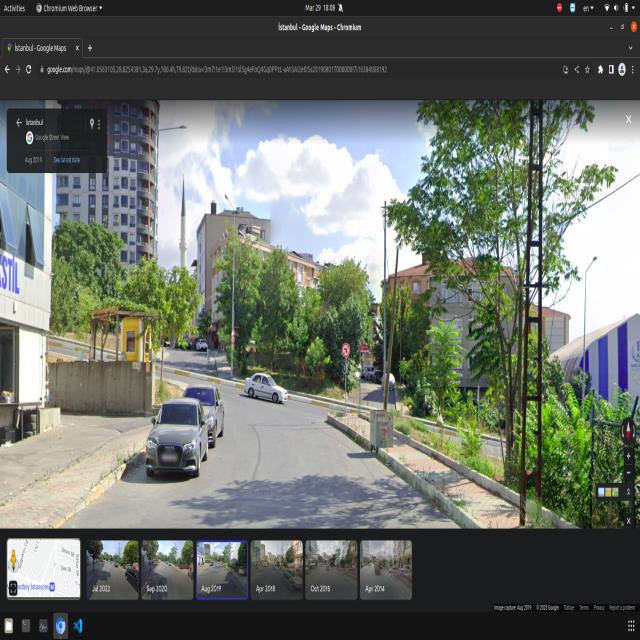 Activities
Chromium Web Browser
Mar 29 18:08
en
İstanbul - Google Maps - Chromium
İstanbul - Google Maps
İstanbul
Google Street View
Aug 2019
See latest date
STİL
Jul 2022
Sep 2020
Aug 2019
Apr 2018
Oct 2015
Apr 2014
Image capture: Aug 2019 © 2023 Google Türkiye Terms Privacy Report a problem